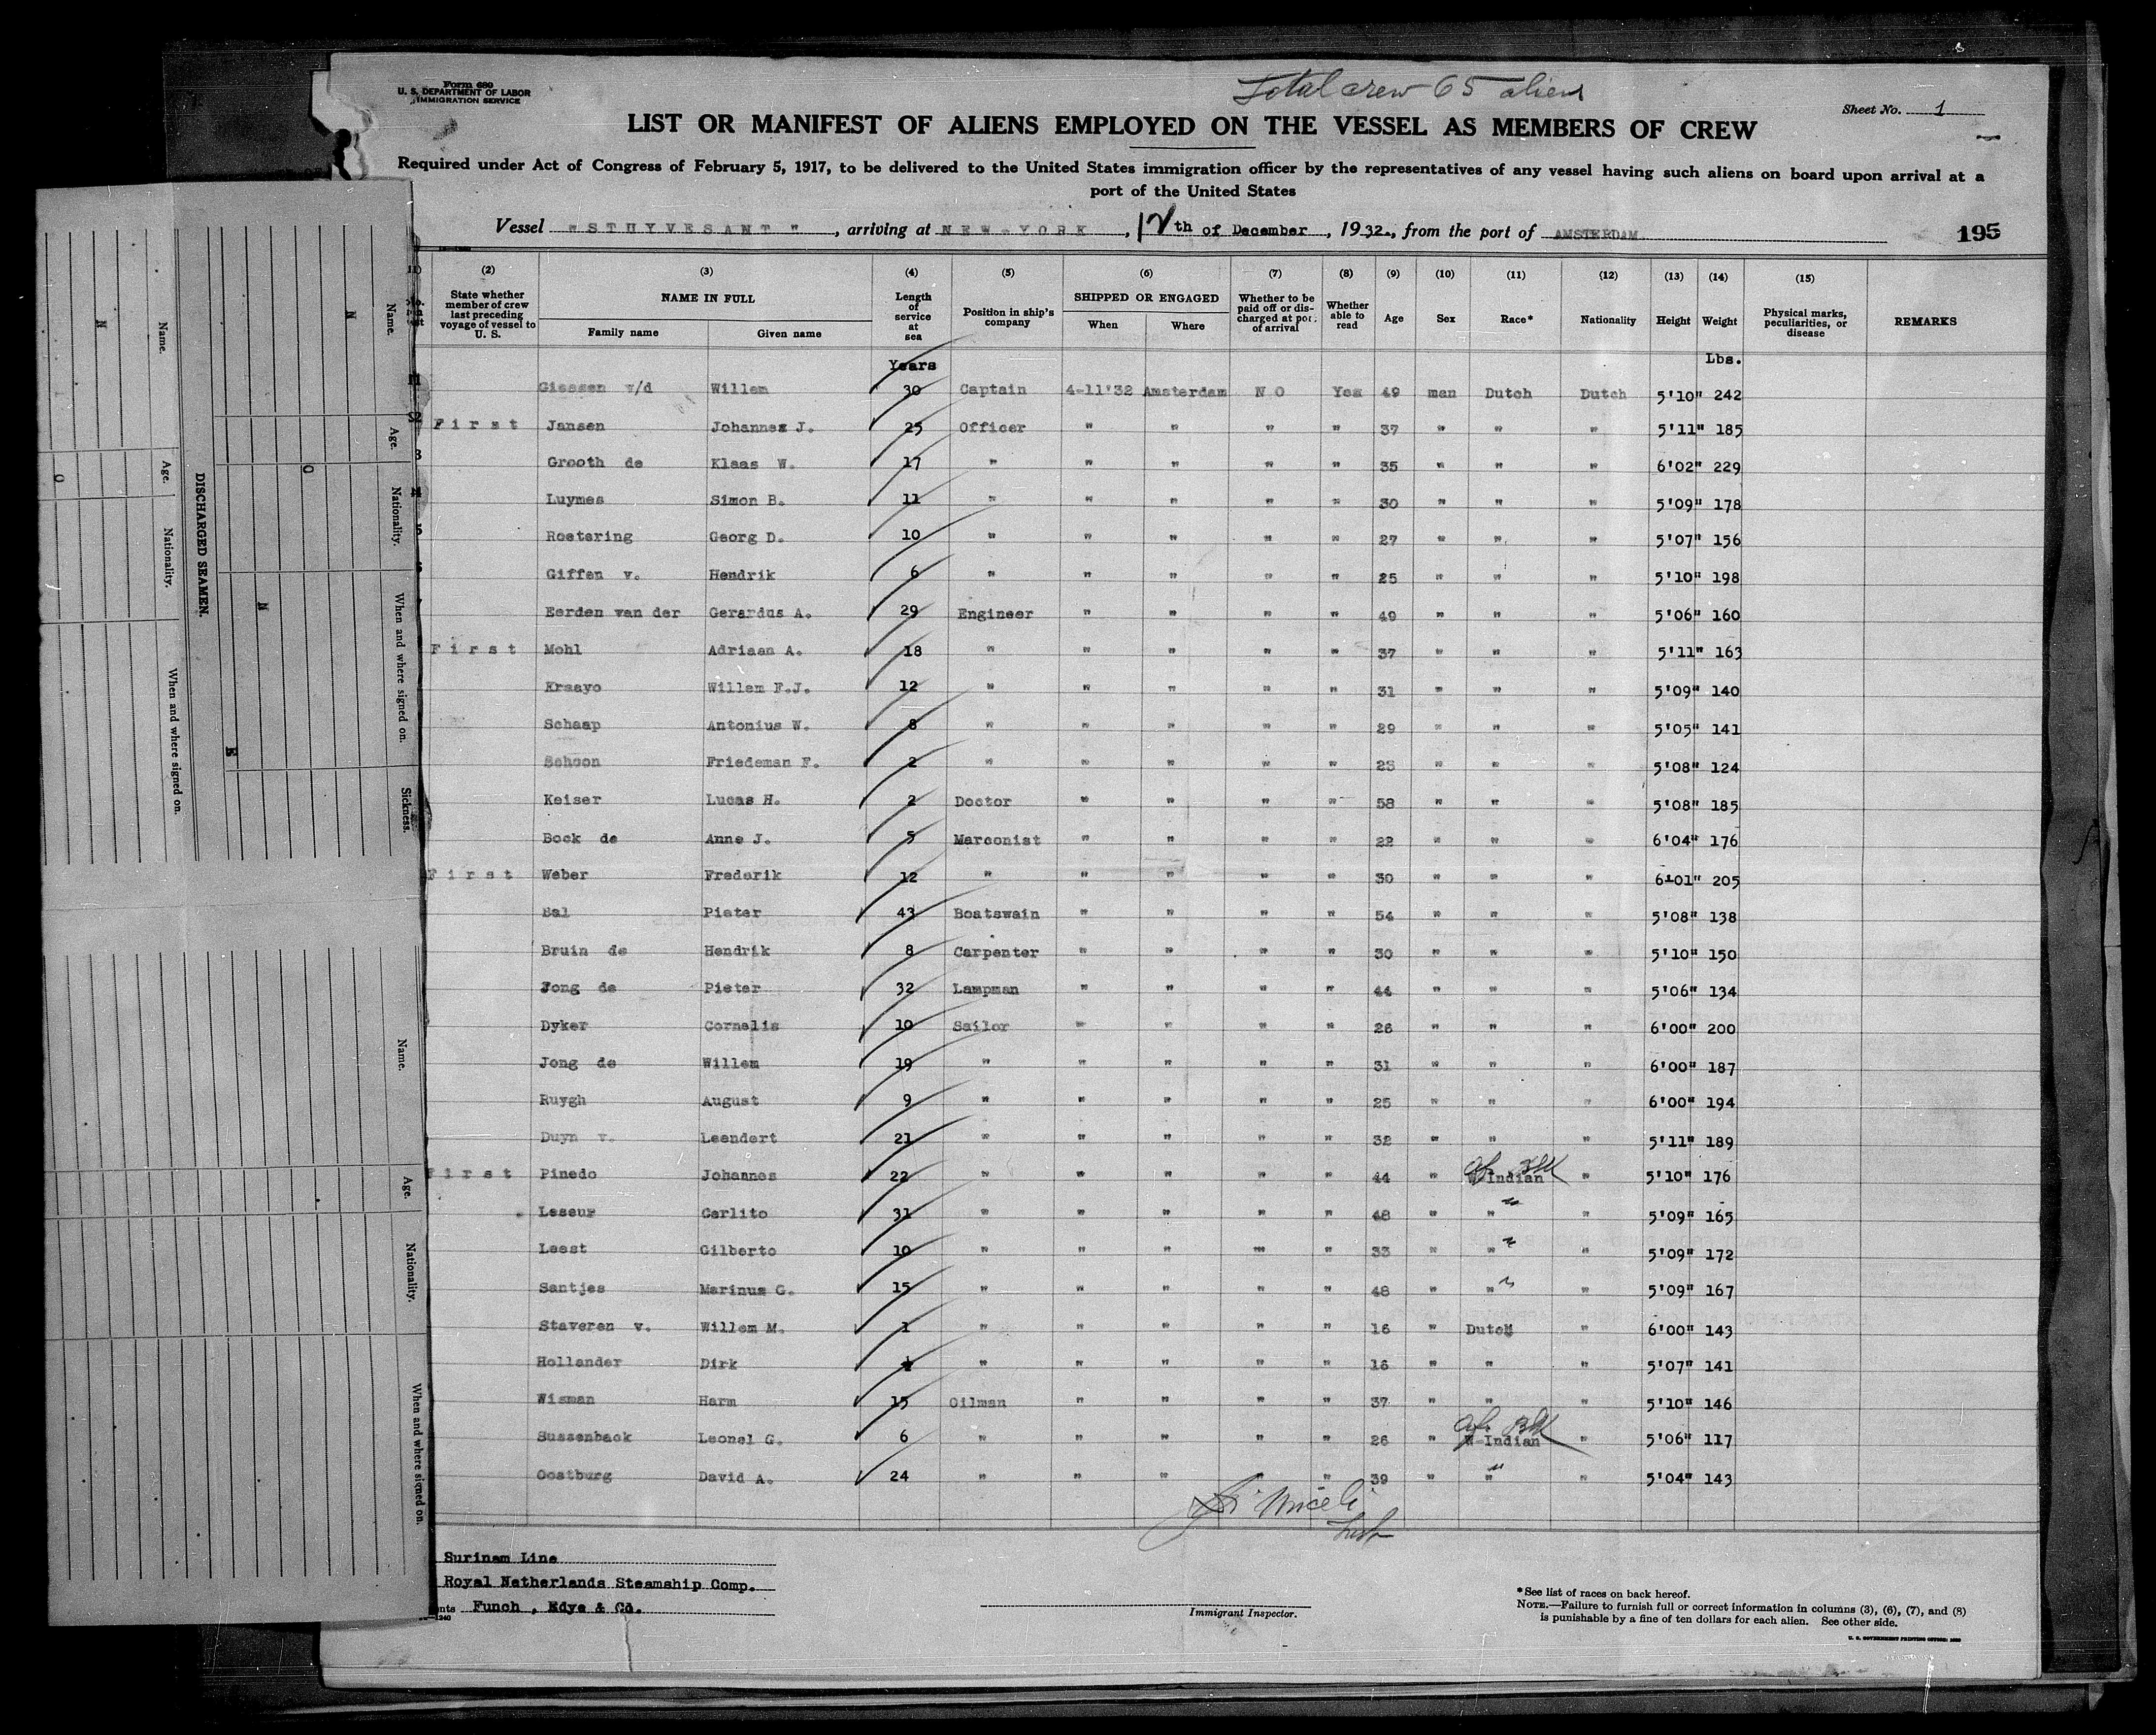 Form 680
U. S. DEPARTMENT OF LABOR
IMMIGRATION SERVICE
Total crew 65 aliens
Sheet No. 1
LIST OR MANIFEST OF ALIENS EMPLOYED ON THE VESSEL AS MEMBERS OF CREW
Required under Act of Congress of February 5, 1917, to be delivered to the United States immigration officer by the representatives of any vessel having such aliens on board upon arrival at a
port of the United States
Vessel "STUYVESANT", arriving at NEW-YORK, 12th of December, 1932., from the port of AMSTERDAM
195
(2) (3) (4) (5) (6) (7) (8) (9) (10) (11) (12) (13) (14) (15)
State whether member of crew last preceding voyage of vessel to U. S. NAME IN FULL Family name Given name Length of service at sea Position in ship's company SHIPPED OR ENGAGED When Where Whether to be paid off or discharged at port of arrival Whether able to read Age Sex Race* Nationality Height Weight Physical marks, peculiarities, or disease REMARKS
Years Lbs.
Giessen v/d Willem 30 Captain 4-11'32 Amsterdam NO Yes 49 man Dutch Dutch 5'10" 242
First Jansen Johannes J. 25 Officer " " " " 37 " " " 5'11" 185
Grooth de Klaas W. 17 " " " " " 35 " " " 6'02" 229
Luymes Simon B. 11 " " " " " 30 " " " 5'09" 178
Roetering Georg D. 10 " " " " " 27 " " " 5'07" 156
Giffen v. Hendrik 6 " " " " " 25 " " " 5'10" 198
Eerden van der Gerardus A. 29 Engineer " " " " 49 " " " 5'06" 160
First Mohl Adriaan A. 18 " " " " " 37 " " " 5'11" 163
Kraayo Willem F.J. 12 " " " " " 31 " " " 5'09" 140
Schaap Antonius W. 8 " " " " " 29 " " " 5'05" 141
Schoon Friedeman F. 2 " " " " " 23 " " " 5'08" 124
Keiser Lucas H. 2 Doctor " " " " 58 " " " 5'08" 185
Bock de Anne J. 5 Marconist " " " " 22 " " " 6'04" 176
First Weber Frederik 12 " " " " " 30 " " " 6'01" 205
Bal Pieter 43 Boatswain " " " " 54 " " " 5'08" 138
Bruin de Hendrik 8 Carpenter " " " " 30 " " " 5'10" 150
Jong de Pieter 32 Lampman " " " " 44 " " " 5'06" 134
Dyker Cornelis 10 Sailor " " " " 26 " " " 6'00" 200
Jong de Willem 19 " " " " " 31 " " " 6'00" 187
Ruygh August 9 " " " " " 25 " " " 6'00" 194
Duyn v. Leendert 21 " " " " " 32 " " " 5'11" 189
First Pinedo Johannes 22 " " " " " 44 " Af. Blk W-Indian " 5'10" 176
Leseur Carlito 31 " " " " " 48 " " " 5'09" 165
Leest Gilberto 10 " " " " " 33 " " " 5'09" 172
Santjes Marinus G. 15 " " " " " 48 " " " 5'09" 167
Staveren v. Willem M. 1 " " " " " 16 " Dutch " 6'00" 143
Hollander Dirk " " " " " 16 " " " 5'07" 141
Wisman Harm 15 Oilman " " " " 37 " " " 5'10" 146
Sussenback Leonel G. 6 " " " " " 26 " Af. Blk W-Indian " 5'06" 117
Oostburg David A. 24 " " " " " 39 " " " 5'04" 143
Surinam Line
Royal Netherlands Steamship Comp.
Funch, Edye & Co.
Immigrant Inspector.
*See list of races on back hereof.
NOTE.—Failure to furnish full or correct information in columns (3), (6), (7), and (8)
is punishable by a fine of ten dollars for each alien. See other side.
U. S. GOVERNMENT PRINTING OFFICE
DISCHARGED SEAMEN.
Name. Age. Nationality. When and where signed on. Sickness.
N O N E
Name. Age. Nationality. When and where signed on.
N O
Name. Age. Nationality. When and where signed on.